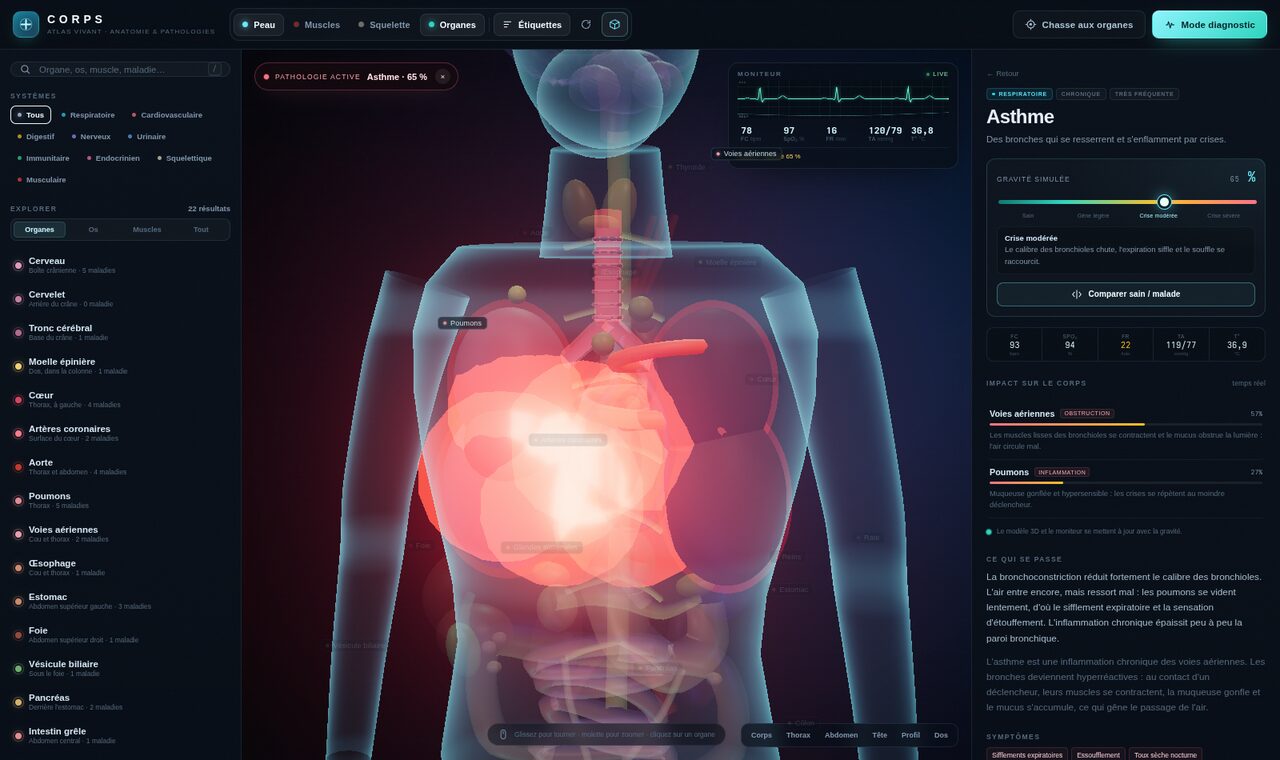 CORPS
ATLAS VIVANT · ANATOMIE & PATHOLOGIES
Peau
Muscles
Squelette
Organes
Étiquettes
Chasse aux organes
Mode diagnostic
Organe, os, muscle, maladie…
/
SYSTÈMES
Tous
Respiratoire
Cardiovasculaire
Digestif
Nerveux
Urinaire
Immunitaire
Endocrinien
Squelettique
Musculaire
EXPLORER
22 résultats
Organes
Os
Muscles
Tout
Cerveau
Boîte crânienne · 5 maladies
Cervelet
Arrière du crâne · 0 maladie
Tronc cérébral
Base du crâne · 1 maladie
Moelle épinière
Dos, dans la colonne · 1 maladie
Cœur
Thorax, à gauche · 4 maladies
Artères coronaires
Surface du cœur · 2 maladies
Aorte
Thorax et abdomen · 4 maladies
Poumons
Thorax · 5 maladies
Voies aériennes
Cou et thorax · 2 maladies
Œsophage
Cou et thorax · 1 maladie
Estomac
Abdomen supérieur gauche · 3 maladies
Foie
Abdomen supérieur droit · 1 maladie
Vésicule biliaire
Sous le foie · 1 maladie
Pancréas
Derrière l'estomac · 2 maladies
Intestin grêle
Abdomen central · 1 maladie
PATHOLOGIE ACTIVE Asthme · 65 % ×
MONITEUR
LIVE
78 97 16 120/79 36,8
FC bpm SpO₂ % FR /min TA mmHg T° °C
Voies aériennes
65 %
Thyroïde
Moelle épinière
Œsophage
Poumons
Cœur
Artères coronaires
Glandes surrénales
Foie
Rate
Reins
Estomac
Vésicule biliaire
Pancréas
Côlon
Glissez pour tourner · molette pour zoomer · cliquez sur un organe
Corps
Thorax
Abdomen
Tête
Profil
Dos
← Retour
RESPIRATOIRE
CHRONIQUE
TRÈS FRÉQUENTE
Asthme
Des bronches qui se resserrent et s'enflamment par crises.
GRAVITÉ SIMULÉE
65 %
Sain
Gêne légère
Crise modérée
Crise sévère
Crise modérée
Le calibre des bronchioles chute, l'expiration siffle et le souffle se
raccourcit.
Comparer sain / malade
FC SPO₂ FR TA T°
93 94 22 119/77 36,9
bpm % /min mmHg °C
IMPACT SUR LE CORPS
temps réel
Voies aériennes OBSTRUCTION 57%
Les muscles lisses des bronchioles se contractent et le mucus obstrue la lumière :
l'air circule mal.
Poumons INFLAMMATION 27%
Muqueuse gonflée et hypersensible : les crises se répètent au moindre
déclencheur.
Le modèle 3D et le moniteur se mettent à jour avec la gravité.
CE QUI SE PASSE
La bronchoconstriction réduit fortement le calibre des bronchioles.
L'air entre encore, mais ressort mal : les poumons se vident
lentement, d'où le sifflement expiratoire et la sensation
d'étouffement. L'inflammation chronique épaissit peu à peu la
paroi bronchique.
L'asthme est une inflammation chronique des voies aériennes. Les
bronches deviennent hyperréactives : au contact d'un
déclencheur, leurs muscles se contractent, la muqueuse gonfle et
le mucus s'accumule, ce qui gêne le passage de l'air.
SYMPTÔMES
Sifflements expiratoires
Essoufflement
Toux sèche nocturne